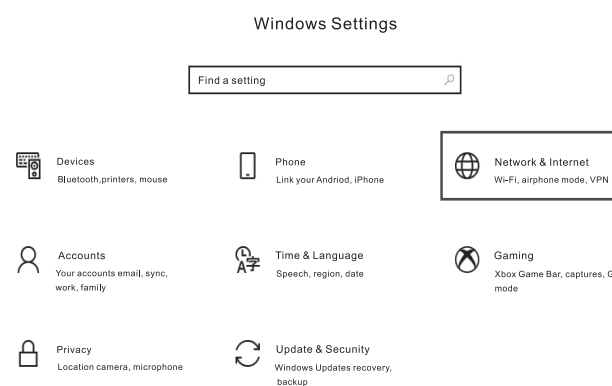 Windows Settings
Find a setting
Devices
Bluetooth,printers, mouse
Phone
Link your Andriod, iPhone
Network & Internet
Wi-Fi, airphone mode, VPN
Accounts
Your accounts email, sync,
work, family
Time & Language
Speech, region, date
Gaming
Xbox Game Bar, captures, G
mode
Privacy
Location camera, microphone
Update & Security
Windows Updates recovery,
backup